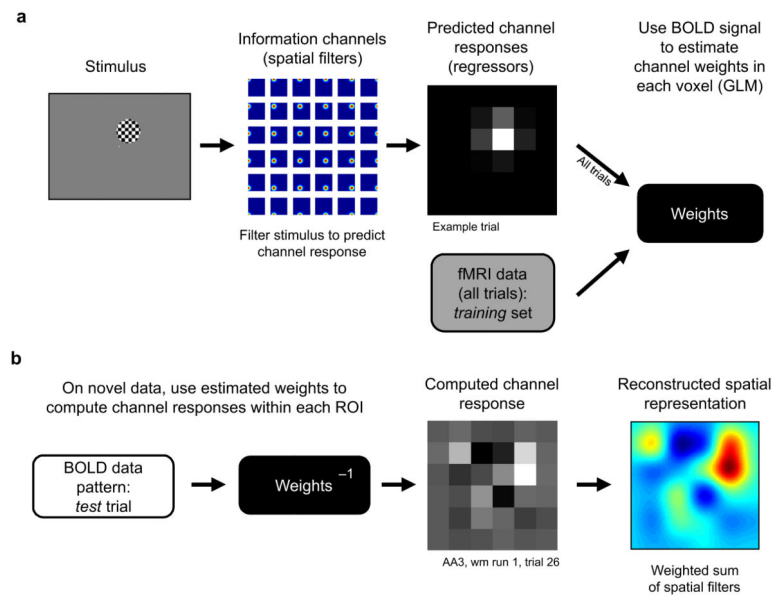 a
Stimulus
Information channels
(spatial filters)
Predicted channel
responses
(regressors)
Use BOLD signal
to estimate
channel weights in
each voxel (GLM)
All trials
Weights
Filter stimulus to predict
channel response
Example trial
fMRI data
(all trials):
training set
b
On novel data, use estimated weights to
compute channel responses within each ROI
Computed channel
response
Reconstructed spatial
representation
BOLD data
pattern:
test trial
Weights –1
AA3, wm run 1, trial 26
Weighted sum
of spatial filters